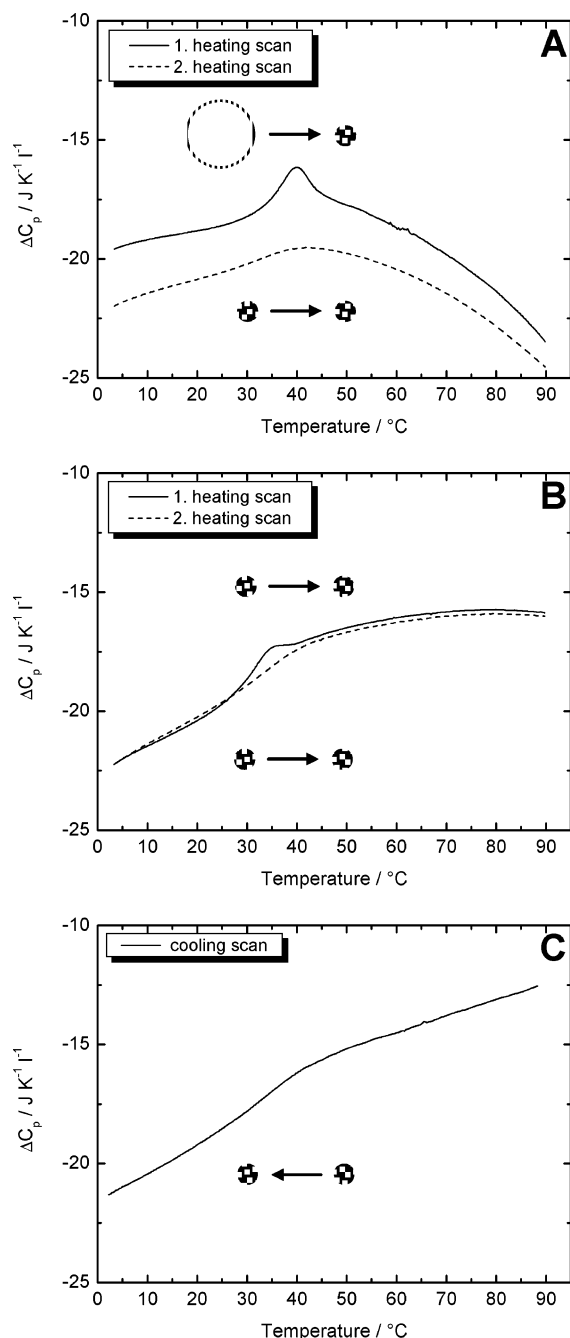 A
1. heating scan
2. heating scan
-10
-15
-20
-25
ΔCp / J K⁻¹ l⁻¹
0 10 20 30 40 50 60 70 80 90
Temperature / °C
B
1. heating scan
2. heating scan
-10
-15
-20
-25
ΔCp / J K⁻¹ l⁻¹
0 10 20 30 40 50 60 70 80 90
Temperature / °C
C
cooling scan
-10
-15
-20
-25
ΔCp / J K⁻¹ l⁻¹
0 10 20 30 40 50 60 70 80 90
Temperature / °C